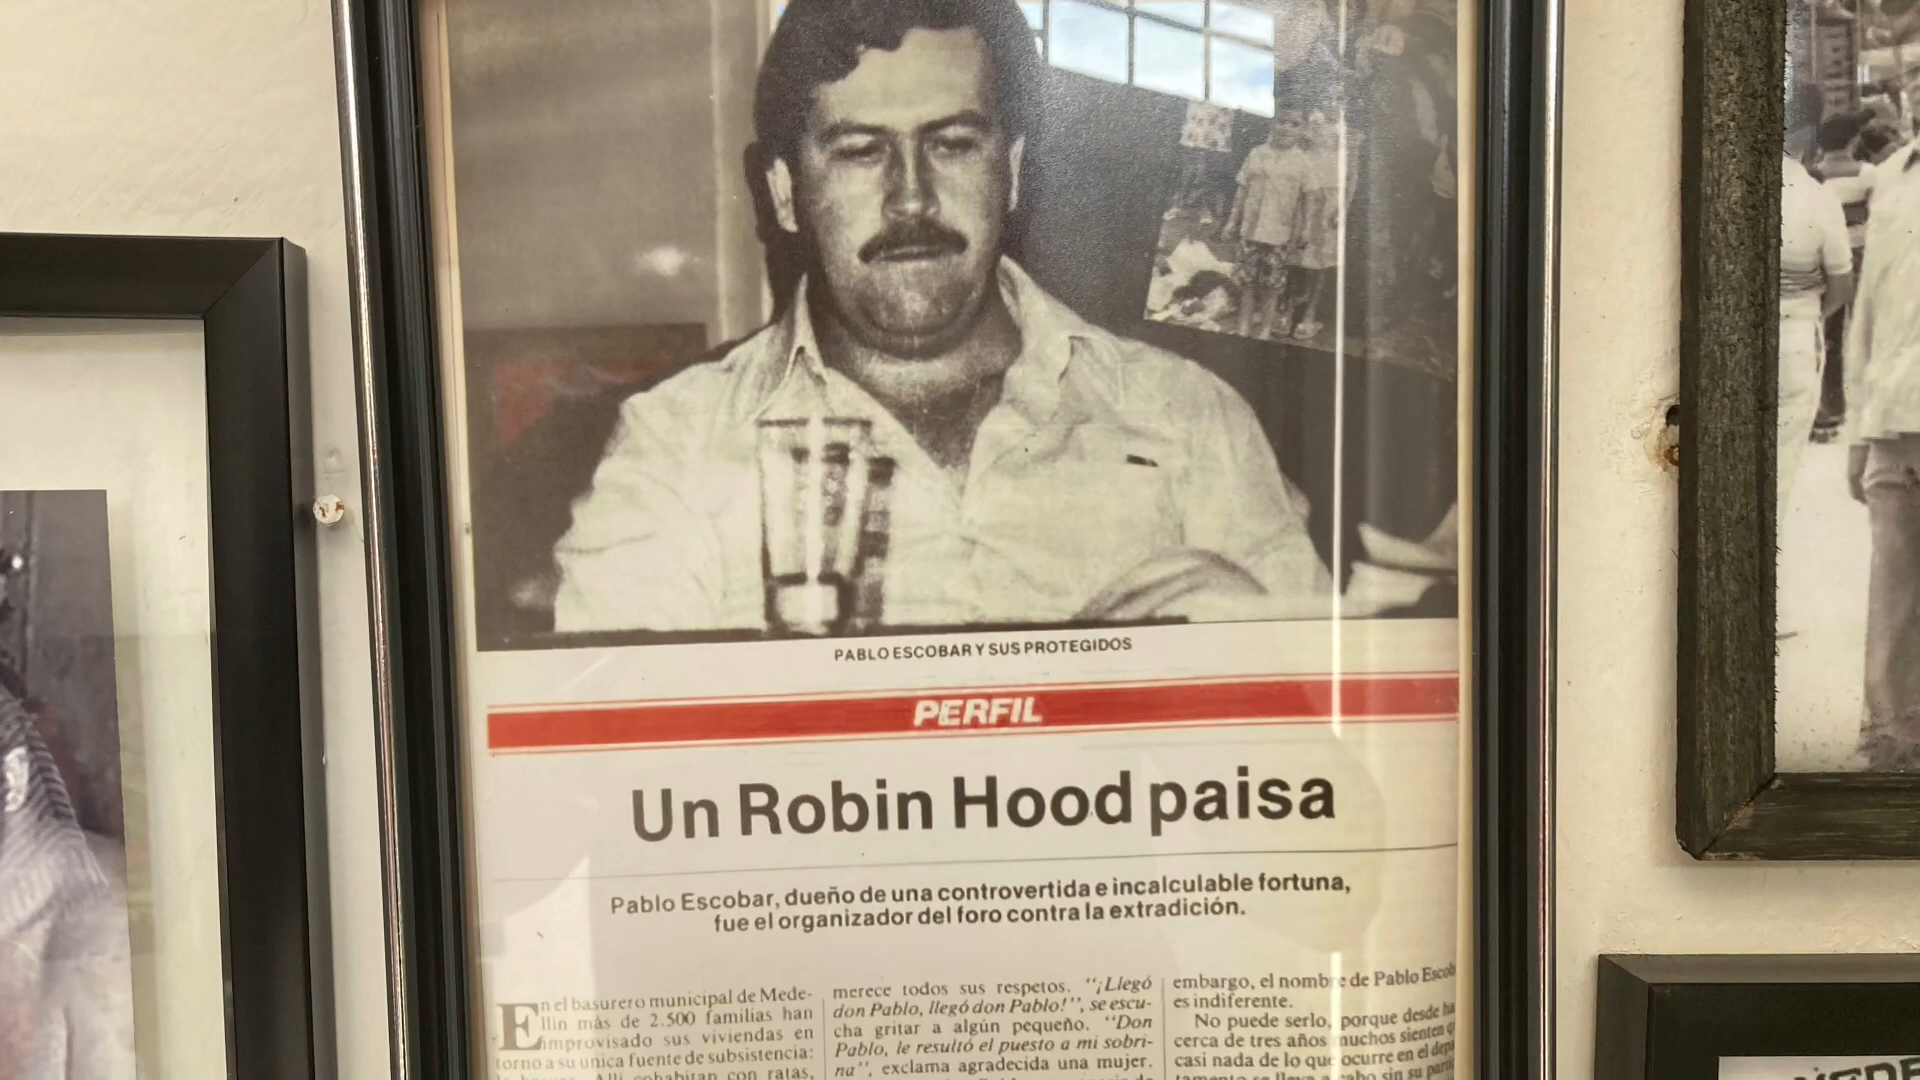 PABLO ESCOBAR Y SUS PROTEGIDOS
PERFIL
Un Robin Hood paisa
Pablo Escobar, dueño de una controvertida e incalculable fortuna,
fue el organizador del foro contra la extradición.
En el basurero municipal de Mede-
llín más de 2.500 familias han
improvisado sus viviendas en
torno a su única fuente de subsistencia:
Allí cohabitan con ratas,
merece todos sus respetos. “¡Llegó
don Pablo, llegó don Pablo!”, se escu-
cha gritar a algún pequeño. “Don
Pablo, le resultó el puesto a mi sobri-
na”, exclama agradecida una mujer.
embargo, el nombre de Pablo Escob
es indiferente.
No puede serlo, porque desde ha
cerca de tres años muchos sienten q
casi nada de lo que ocurre en el depa